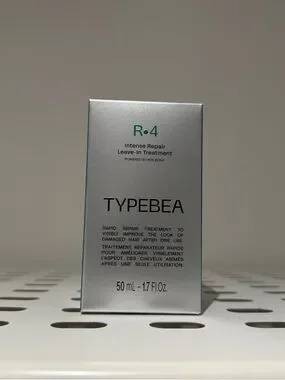 R•4
Intense Repair
Leave-In Treatment
TYPEBEA
RAPID REPAIR TREATMENT TO
VISIBLY IMPROVE THE LOOK OF
DAMAGED HAIR AFTER ONE USE.
TRAITEMENT RÉPARATEUR RAPIDE
POUR AMÉLIORER VISIBLEMENT
L'ASPECT DES CHEVEUX ABÎMÉS
APRÈS UNE SEULE UTILISATION.
50 mL - 1.7 Fl.Oz.